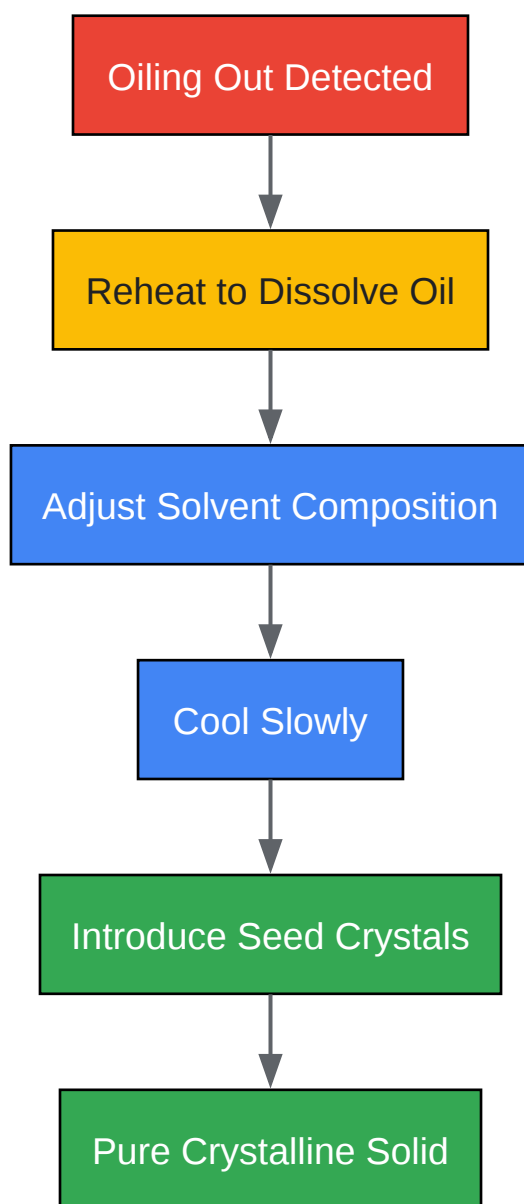 Oiling Out Detected
Reheat to Dissolve Oil
Adjust Solvent Composition
Cool Slowly
Introduce Seed Crystals
Pure Crystalline Solid